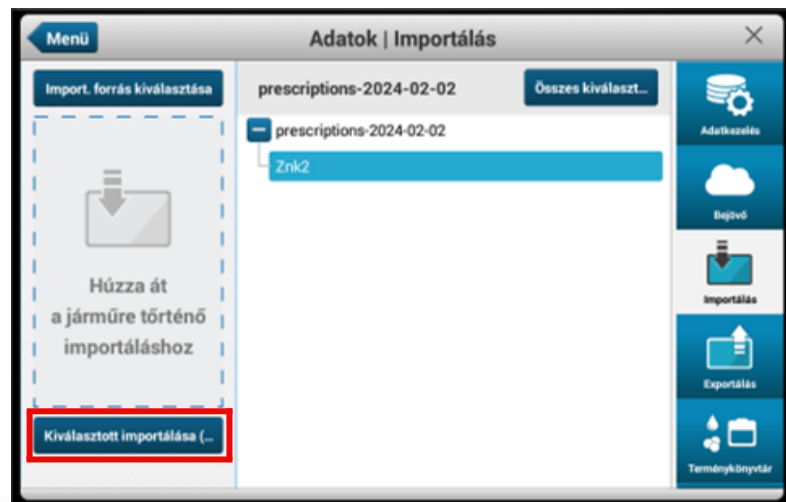 Menü
Adatok | Importálás
Import. forrás kiválasztása
prescriptions-2024-02-02
Összes kiválaszt...
prescriptions-2024-02-02
Znk2
Húzza át
a járműre tőrténő
importáláshoz
Kiválasztott importálása (...
Adatkezelés
Bejövő
Importálás
Exportálás
Terménykönyvtár